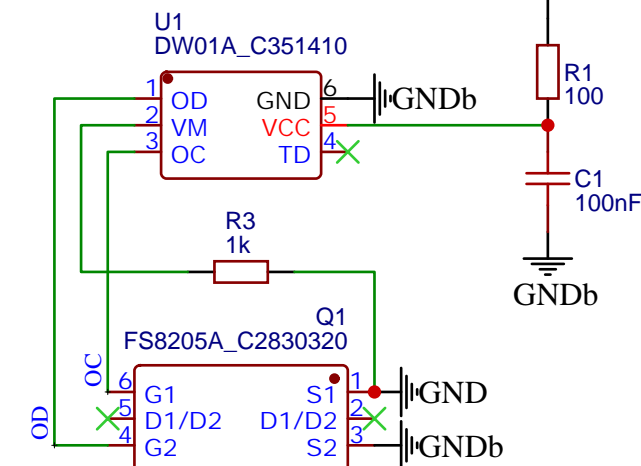 U1
DW01A_C351410
1 OD GND 6 GNDb
2 VM VCC 5
3 OC TD 4
R1
100
C1
100nF
GNDb
R3
1k
Q1
FS8205A_C2830320
OC 6 G1 S1 1 GND
5 D1/D2 D1/D2 2
OD 4 G2 S2 3 GNDb